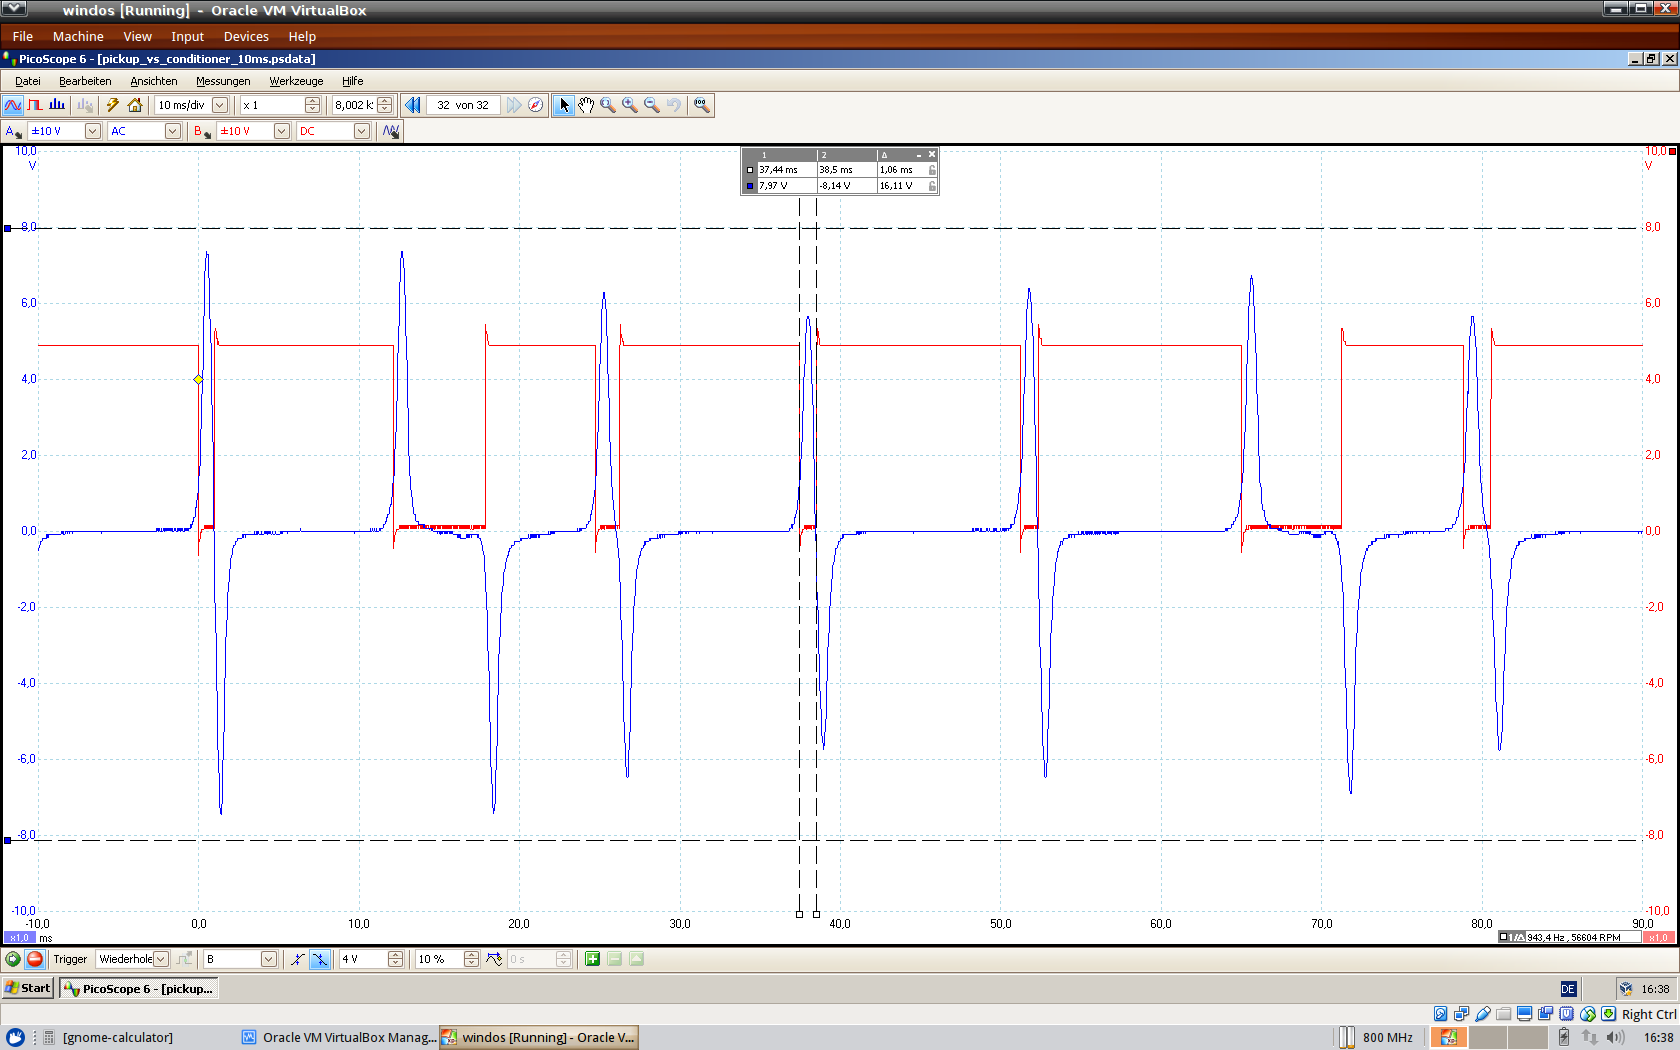 windos [Running] - Oracle VM VirtualBox
File Machine View Input Devices Help
PicoScope 6 - [pickup_vs_conditioner_10ms.psdata]
Datei Bearbeiten Ansichten Messungen Werkzeuge Hilfe
10 ms/div x 1 8,002 k 32 von 32
A ±10 V AC B ±10 V DC
10,0 10,0
V V
1 2 Δ
37,44 ms 38,5 ms 1,06 ms
7,97 V -8,14 V 16,11 V
8,0 8,0
6,0 6,0
4,0 4,0
2,0 2,0
0,0 0,0
-2,0 -2,0
-4,0 -4,0
-6,0 -6,0
-8,0 -8,0
-10,0 -10,0
-10,0 0,0 10,0 20,0 30,0 40,0 50,0 60,0 70,0 80,0 90,0
x1,0 ms 1/Δ 943,4 Hz , 56604 RPM x1,0
Trigger Wiederhole B 4 V 10 % 0 s
Start PicoScope 6 - [pickup... DE 16:38
Right Ctrl
[gnome-calculator] Oracle VM VirtualBox Manag... windos [Running] - Oracle V... 800 MHz XP 16:38